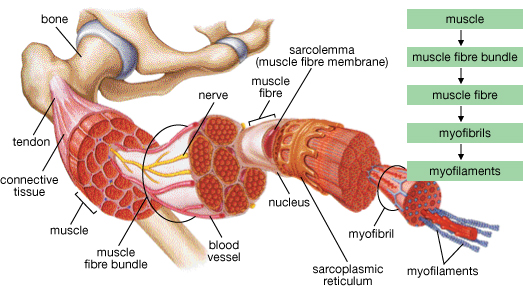 bone
tendon
connective
tissue
muscle
muscle
fibre bundle
nerve
blood
vessel
muscle
fibre
sarcolemma
(muscle fibre membrane)
nucleus
sarcoplasmic
reticulum
myofibril
myofilaments
muscle
muscle fibre bundle
muscle fibre
myofibrils
myofilaments